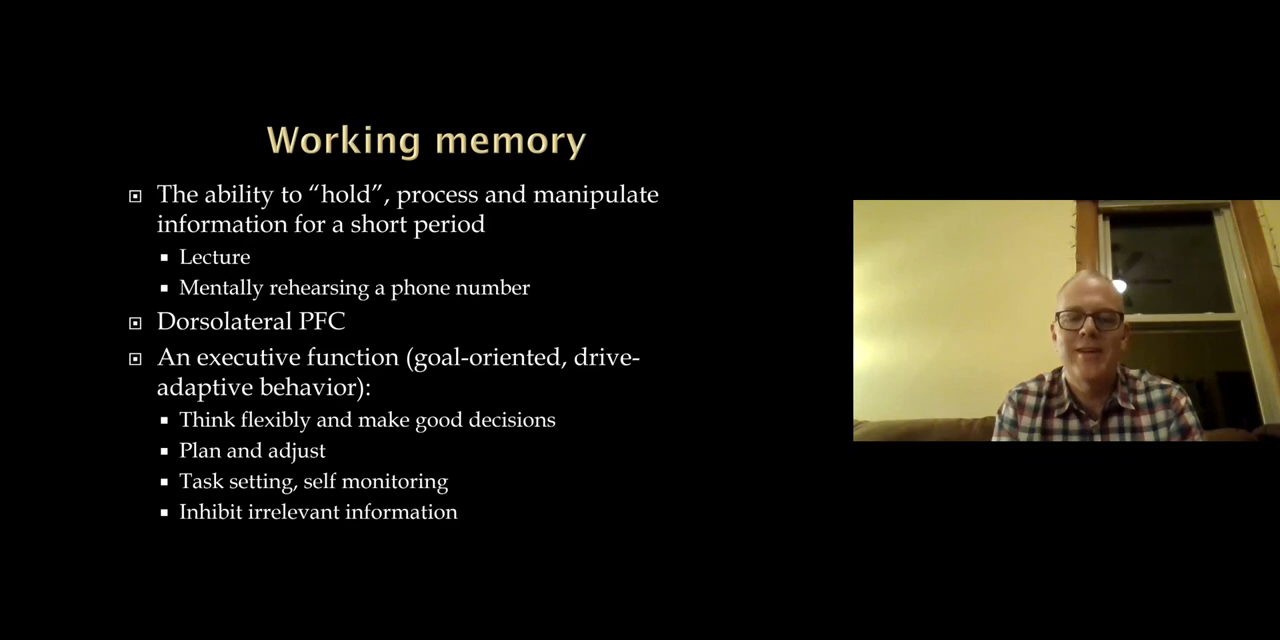 Working memory
The ability to “hold”, process and manipulate
information for a short period
Lecture
Mentally rehearsing a phone number
Dorsolateral PFC
An executive function (goal-oriented, drive-
adaptive behavior):
Think flexibly and make good decisions
Plan and adjust
Task setting, self monitoring
Inhibit irrelevant information